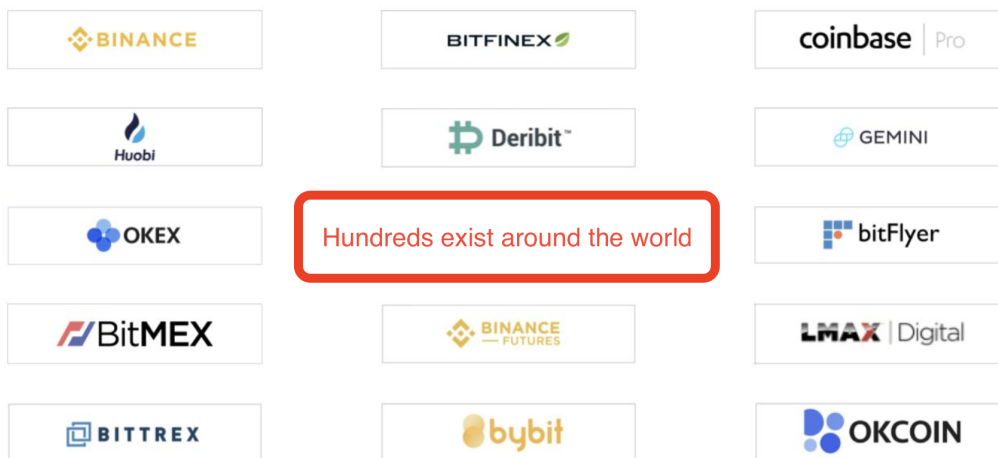 BINANCE
BITFINEX
coinbase | Pro
Huobi
Deribit™
GEMINI
OKEX
Hundreds exist around the world
bitFlyer
BitMEX
BINANCE
FUTURES
LMAX | Digital
BITTREX
bybit
OKCOIN